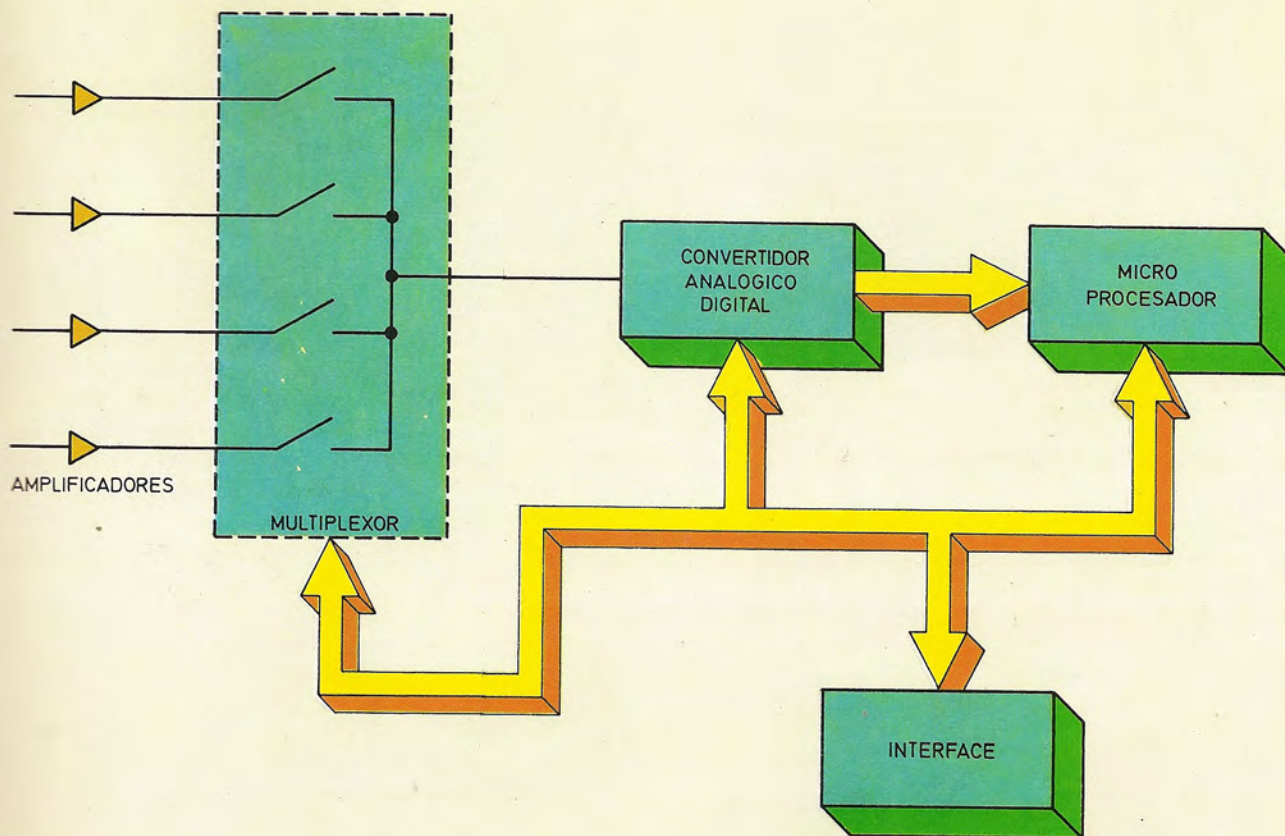 AMPLIFICADORES
MULTIPLEXOR
CONVERTIDOR
ANALOGICO
DIGITAL
MICRO
PROCESADOR
INTERFACE